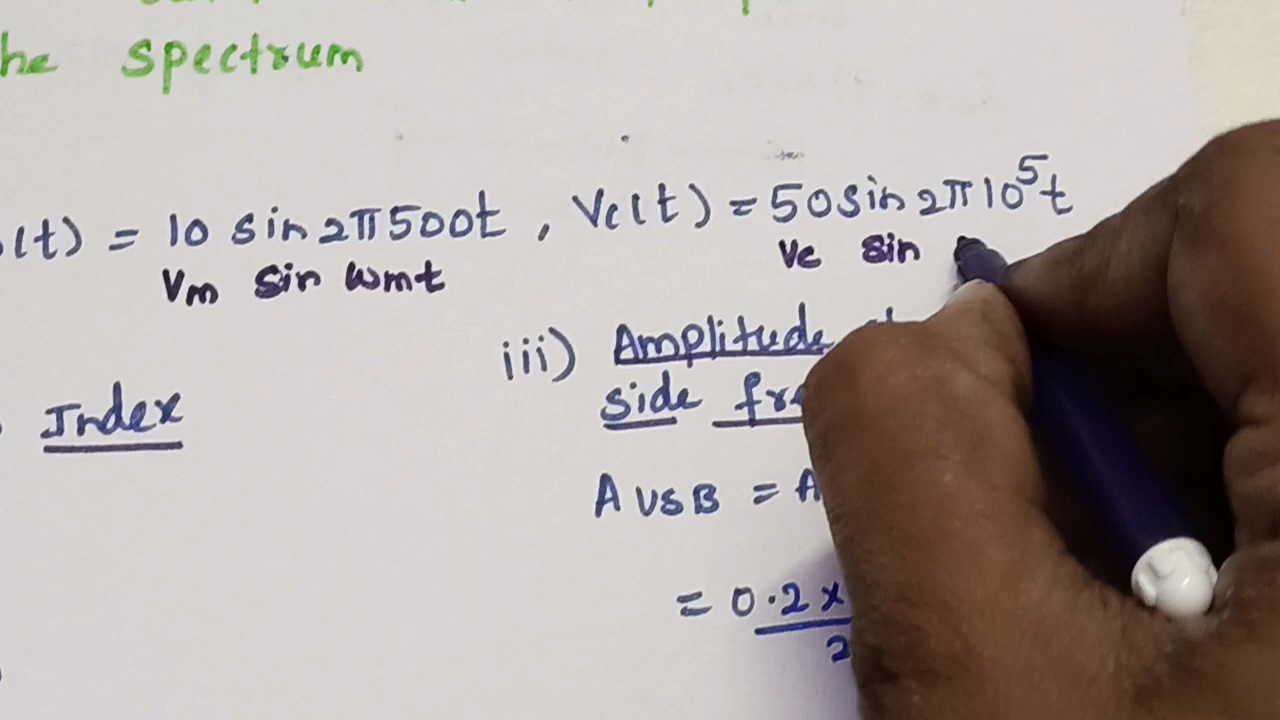 he spectrum
(t) = 10 sin 2π500t , Vc(t) = 50 sin 2π10⁵t
Vm sin ωmt Vc sin
iii) Amplitude
Index
side
AUSB = A
= 0.2 x
2